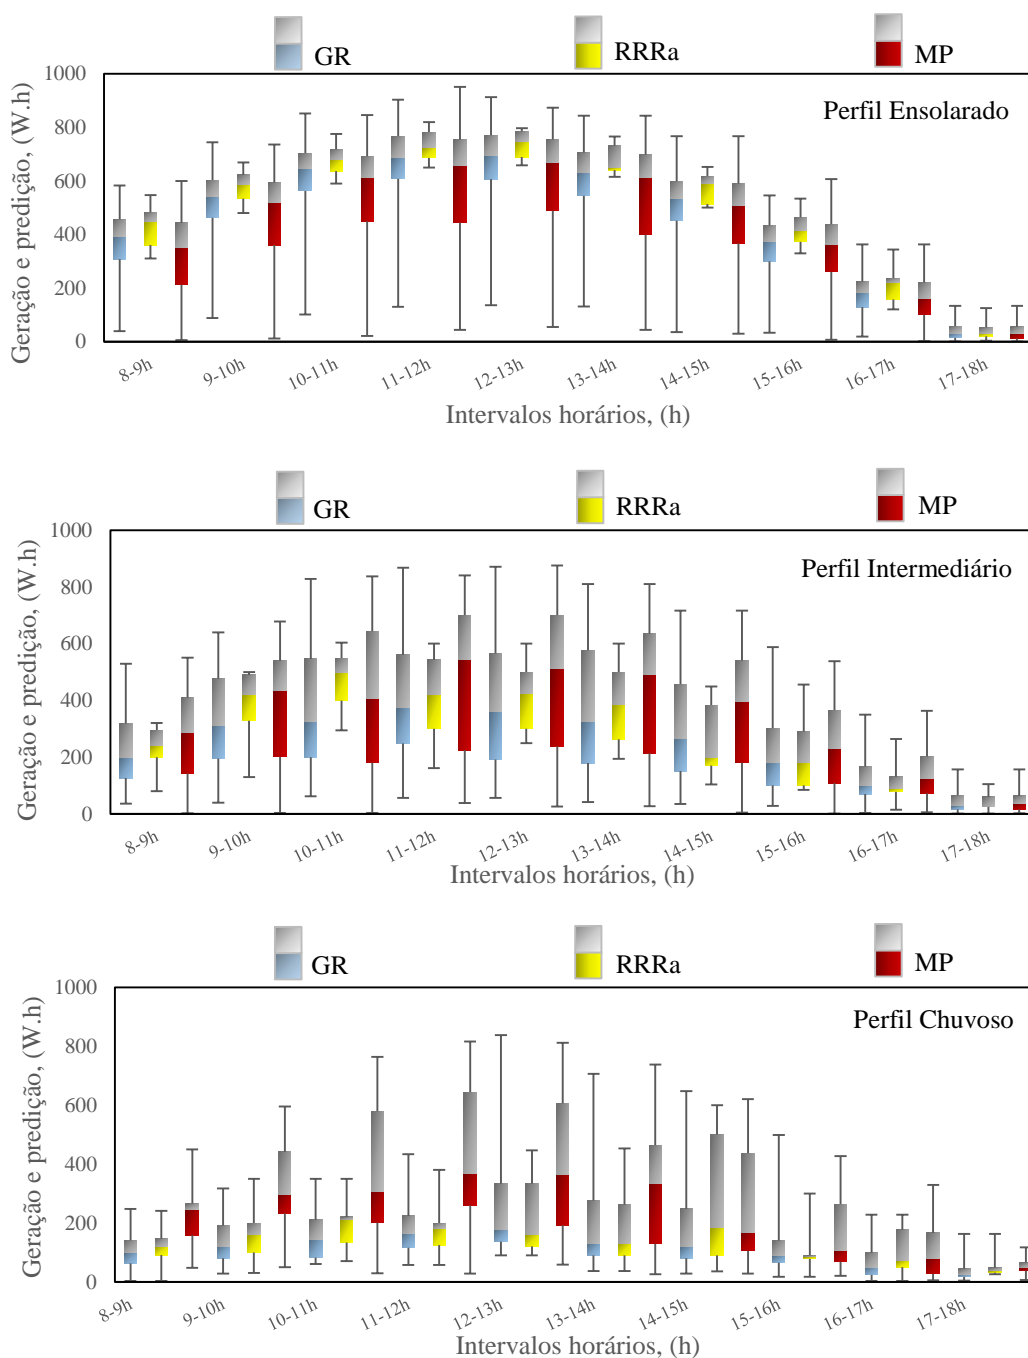 GR RRRa MP
1000
800
600
400
200
0
Geração e predição, (W.h)
Perfil Ensolarado
8-9h 9-10h 10-11h 11-12h 12-13h 13-14h 14-15h 15-16h 16-17h 17-18h
Intervalos horários, (h)
GR RRRa MP
1000
800
600
400
200
0
Geração e predição, (W.h)
Perfil Intermediário
8-9h 9-10h 10-11h 11-12h 12-13h 13-14h 14-15h 15-16h 16-17h 17-18h
Intervalos horários, (h)
GR RRRa MP
1000
800
600
400
200
0
Geração e predição, (W.h)
Perfil Chuvoso
8-9h 9-10h 10-11h 11-12h 12-13h 13-14h 14-15h 15-16h 16-17h 17-18h
Intervalos horários, (h)